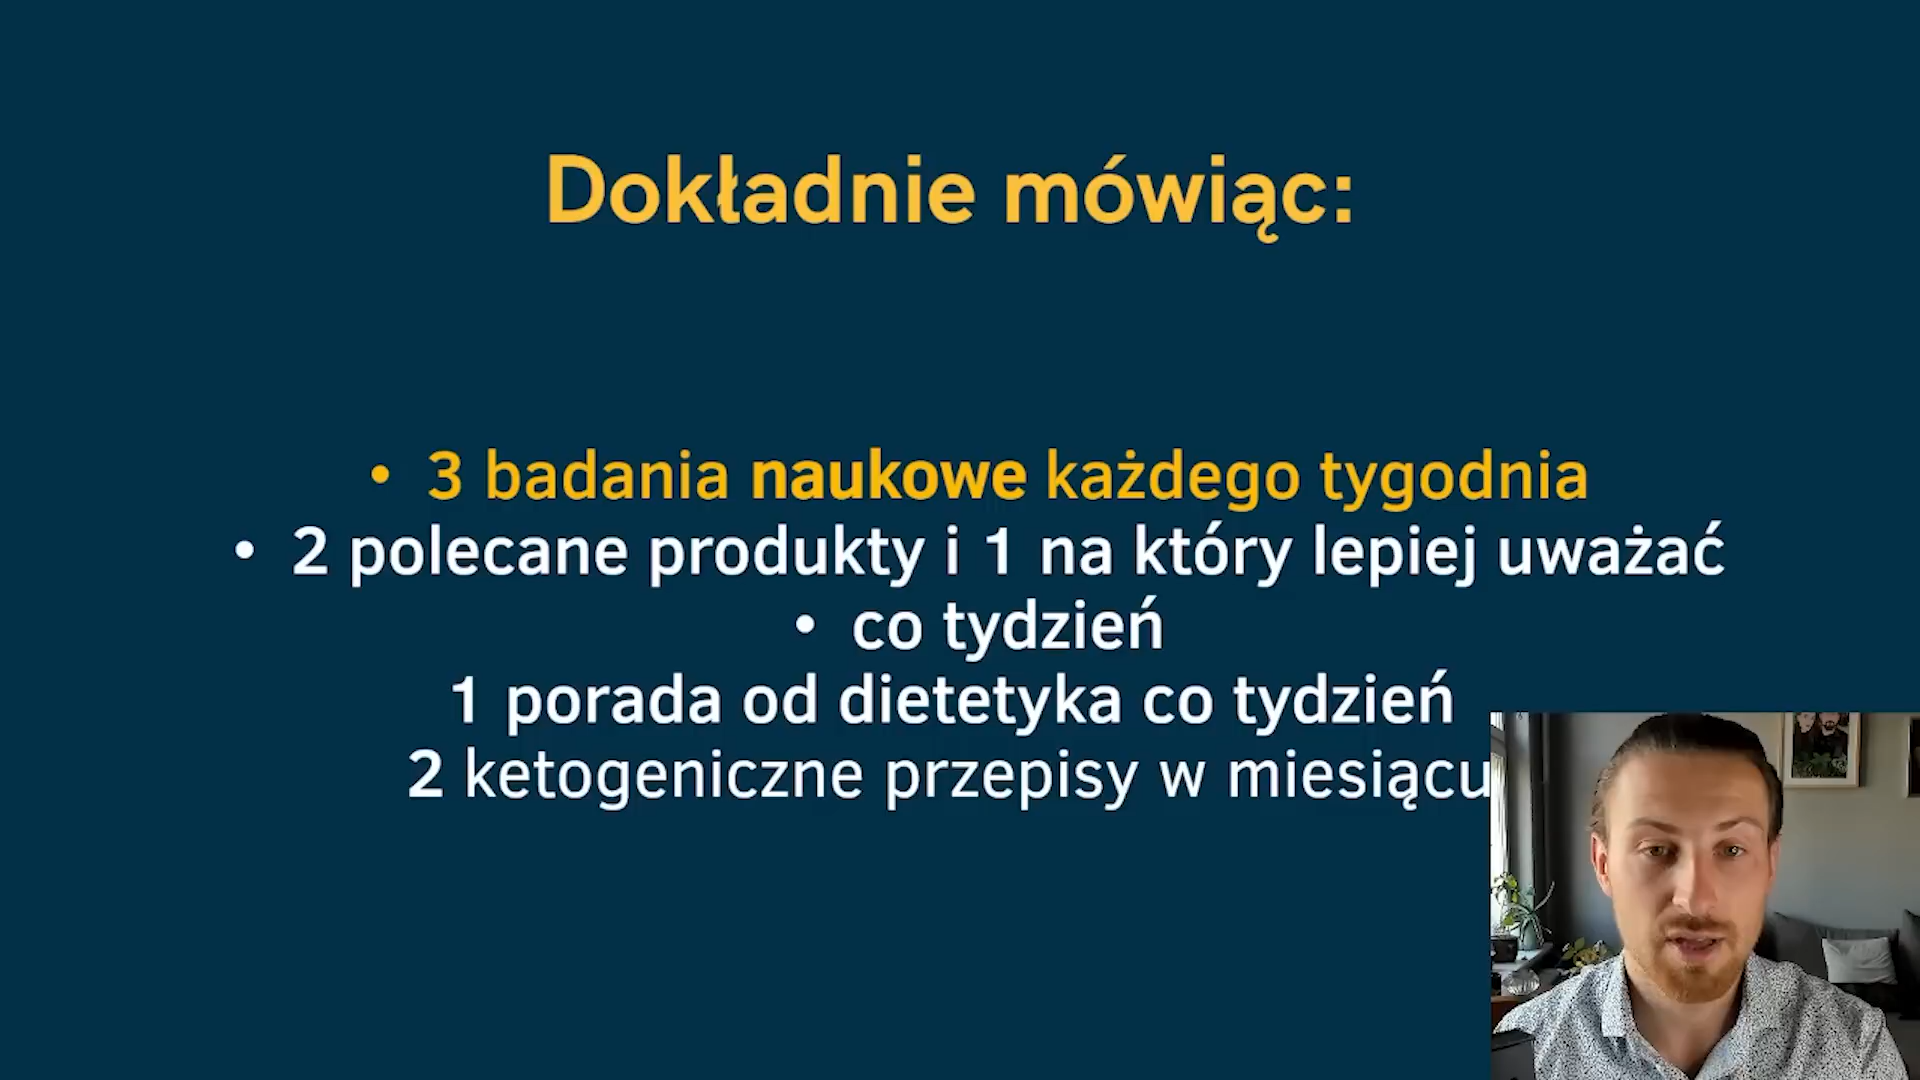 Dokładnie mówiąc:
• 3 badania naukowe każdego tygodnia
• 2 polecane produkty i 1 na który lepiej uważać
• co tydzień
1 porada od dietetyka co tydzień
2 ketogeniczne przepisy w miesiącu